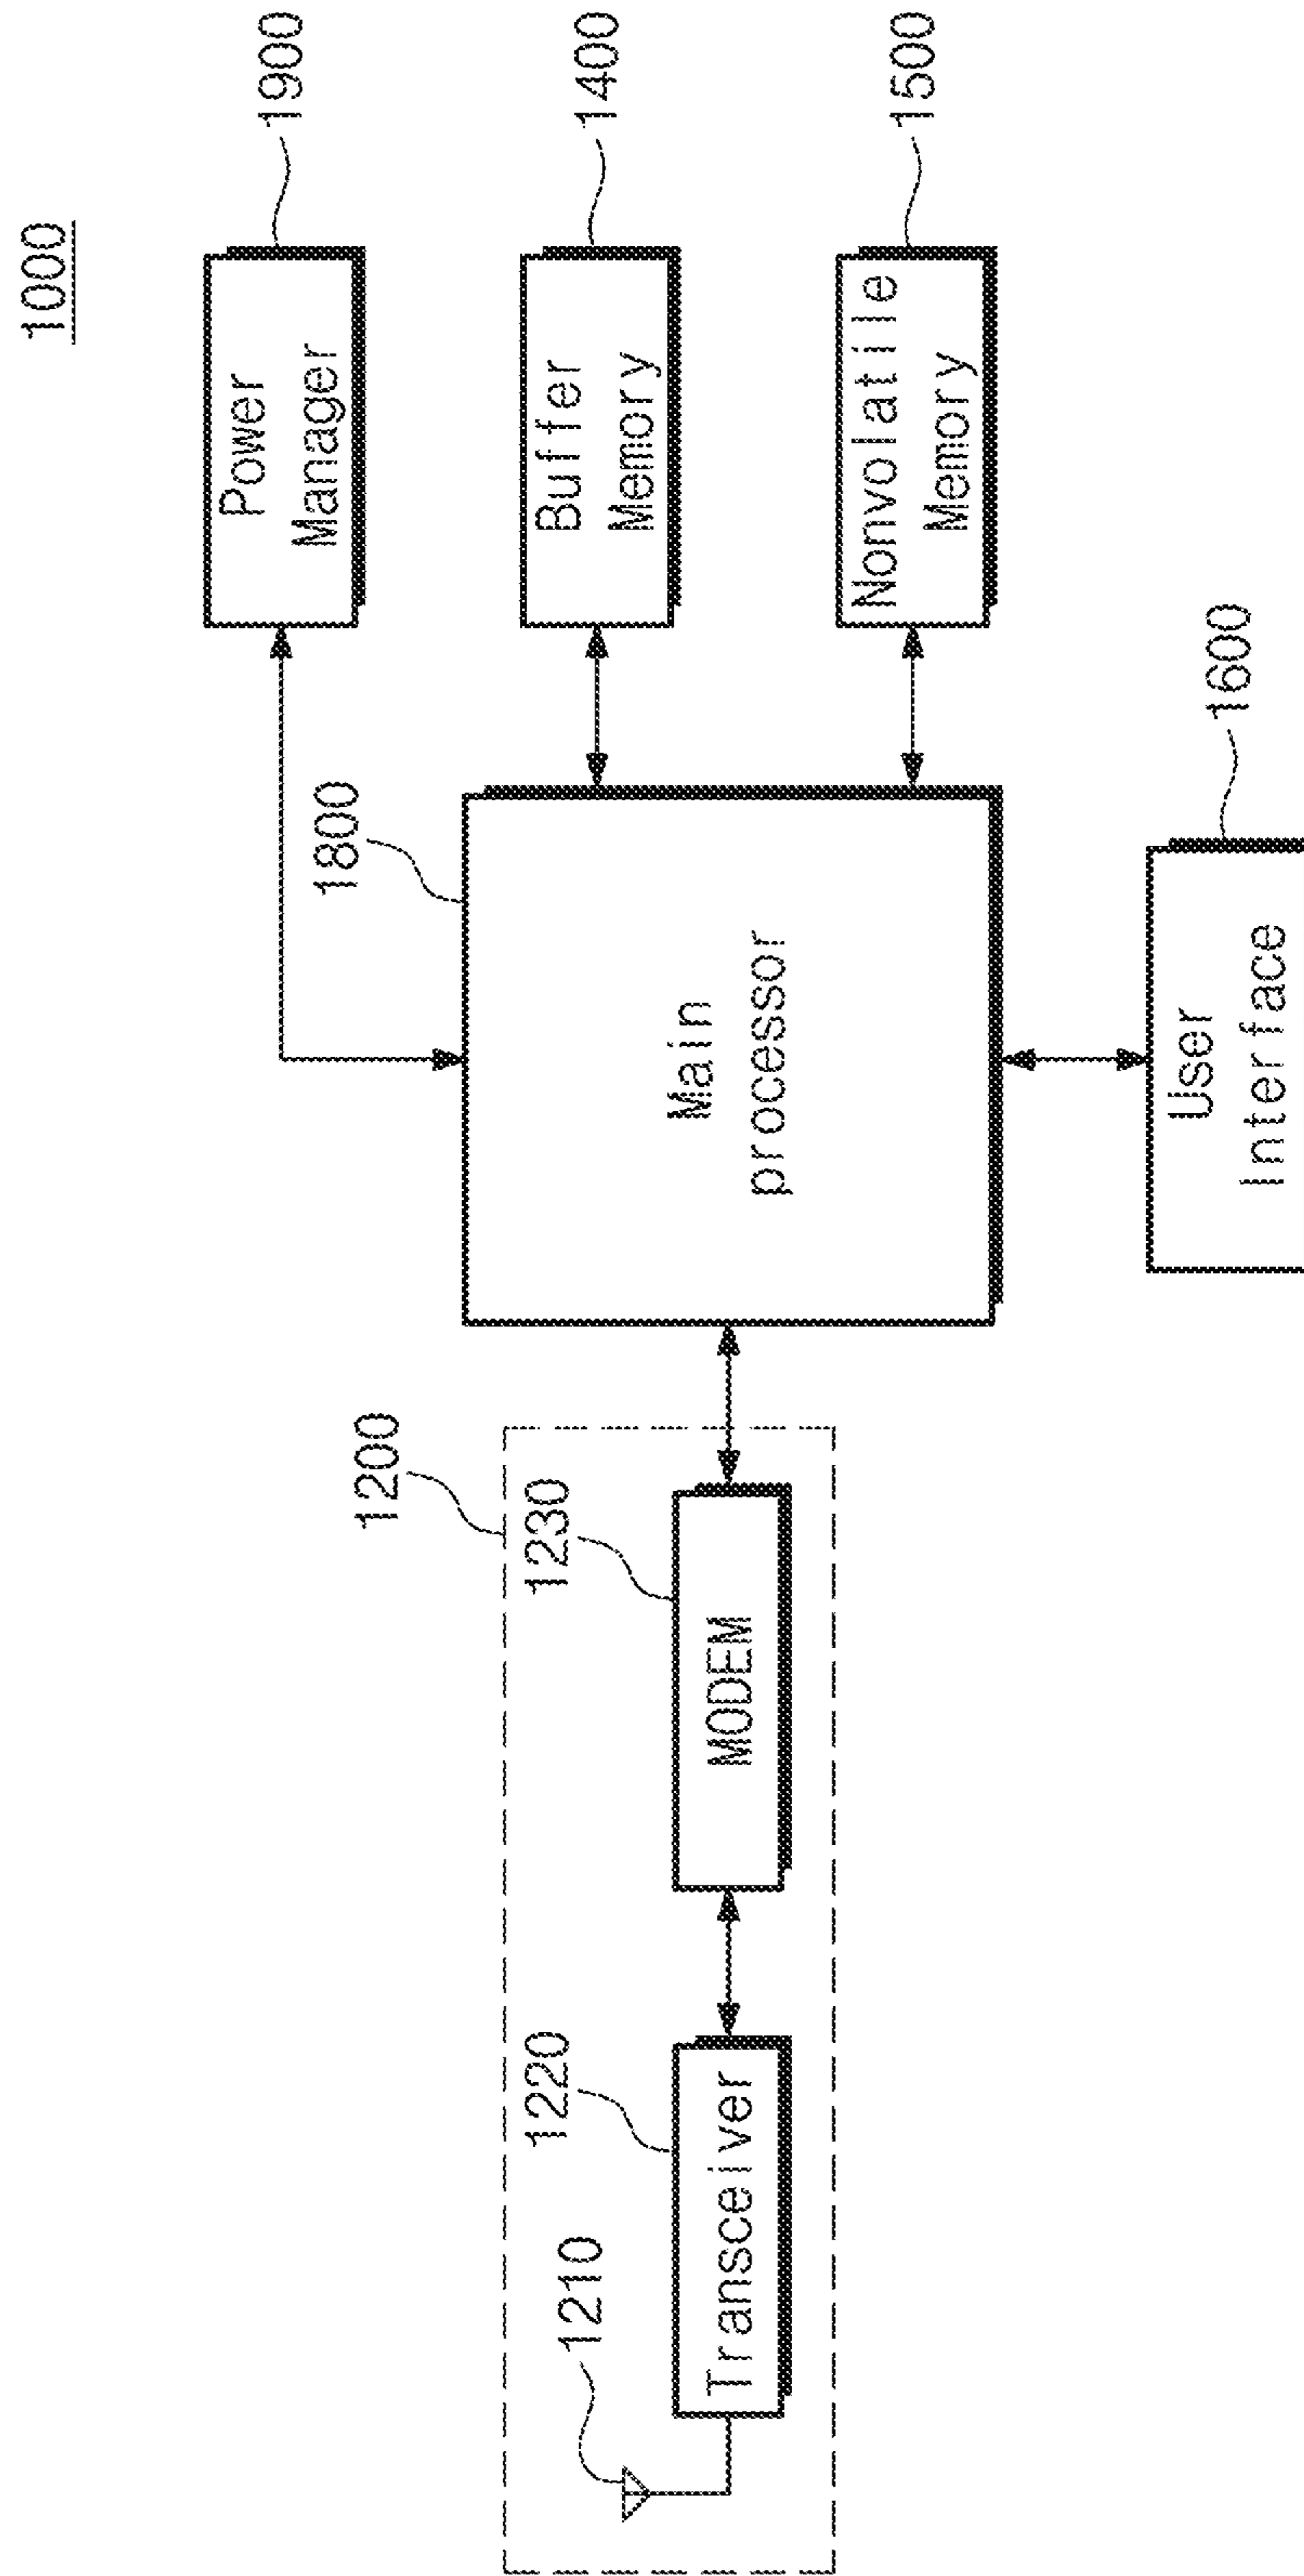 1000
Power
Manager
1900
1800
Buffer
Memory
1400
Main
processor
Nonvolatile
Memory
1500
1200
1210
1220
1230
Transceiver
MODEM
User
Interface
1600